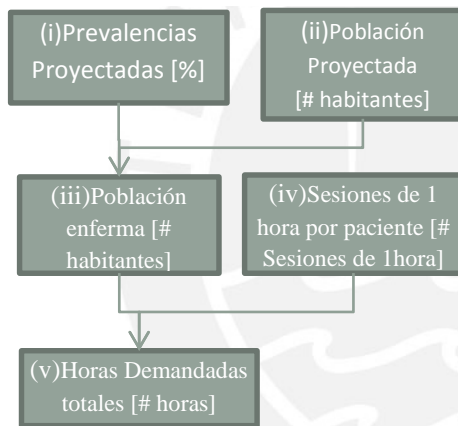 (i)Prevalencias
Proyectadas [%]
(ii)Población
Proyectada
[# habitantes]
(iii)Población
enferma [#
habitantes]
(iv)Sesiones de 1
hora por paciente [#
Sesiones de 1hora]
(v)Horas Demandadas
totales [# horas]